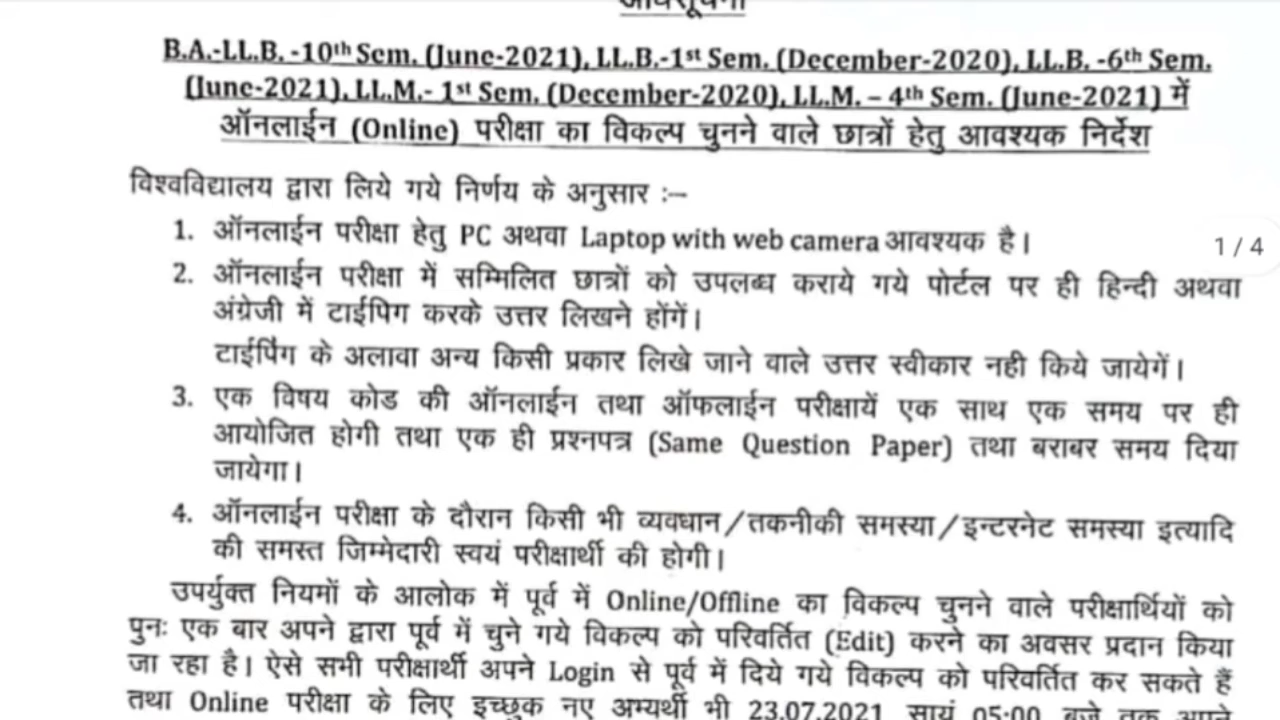 अधिसूचना
B.A.-LL.B. -10th Sem. (June-2021), LL.B.-1st Sem. (December-2020), LL.B. -6th Sem.
(June-2021), LL.M.- 1st Sem. (December-2020), LL.M. – 4th Sem. (June-2021) में
ऑनलाईन (Online) परीक्षा का विकल्प चुनने वाले छात्रों हेतु आवश्यक निर्देश
विश्वविद्यालय द्वारा लिये गये निर्णय के अनुसार :–
1. ऑनलाईन परीक्षा हेतु PC अथवा Laptop with web camera आवश्यक है।
1 / 4
2. ऑनलाईन परीक्षा में सम्मिलित छात्रों को उपलब्ध कराये गये पोर्टल पर ही हिन्दी अथवा
अंग्रेजी में टाईपिग करके उत्तर लिखने होंगें।
टाईपिंग के अलावा अन्य किसी प्रकार लिखे जाने वाले उत्तर स्वीकार नही किये जायेगें।
3. एक विषय कोड की ऑनलाईन तथा ऑफलाईन परीक्षायें एक साथ एक समय पर ही
आयोजित होगी तथा एक ही प्रश्नपत्र (Same Question Paper) तथा बराबर समय दिया
जायेगा।
4. ऑनलाईन परीक्षा के दौरान किसी भी व्यवधान/तकनीकी समस्या/इन्टरनेट समस्या इत्यादि
की समस्त जिम्मेदारी स्वयं परीक्षार्थी की होगी।
उपर्युक्त नियमों के आलोक में पूर्व में Online/Offline का विकल्प चुनने वाले परीक्षार्थियों को
पुनः एक बार अपने द्वारा पूर्व में चुने गये विकल्प को परिवर्तित (Edit) करने का अवसर प्रदान किया
जा रहा है। ऐसे सभी परीक्षार्थी अपने Login से पूर्व में दिये गये विकल्प को परिवर्तित कर सकते हैं
तथा Online परीक्षा के लिए इच्छुक नए अभ्यर्थी भी 23.07.2021 सायं 05:00 बजे तक अपने